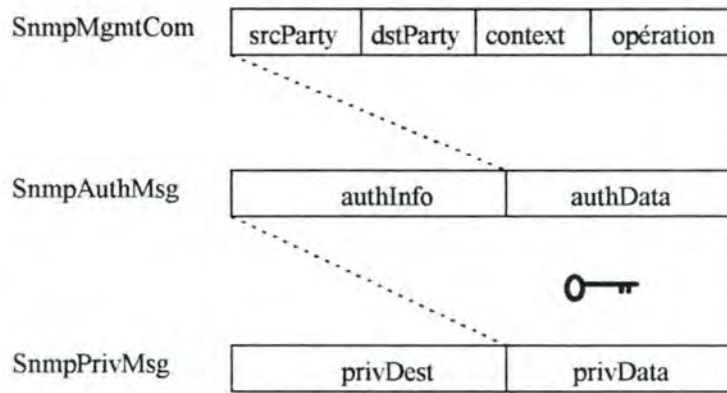 SnmpMgmtCom srcParty dstParty context opération
SnmpAuthMsg authInfo authData
SnmpPrivMsg privDest privData